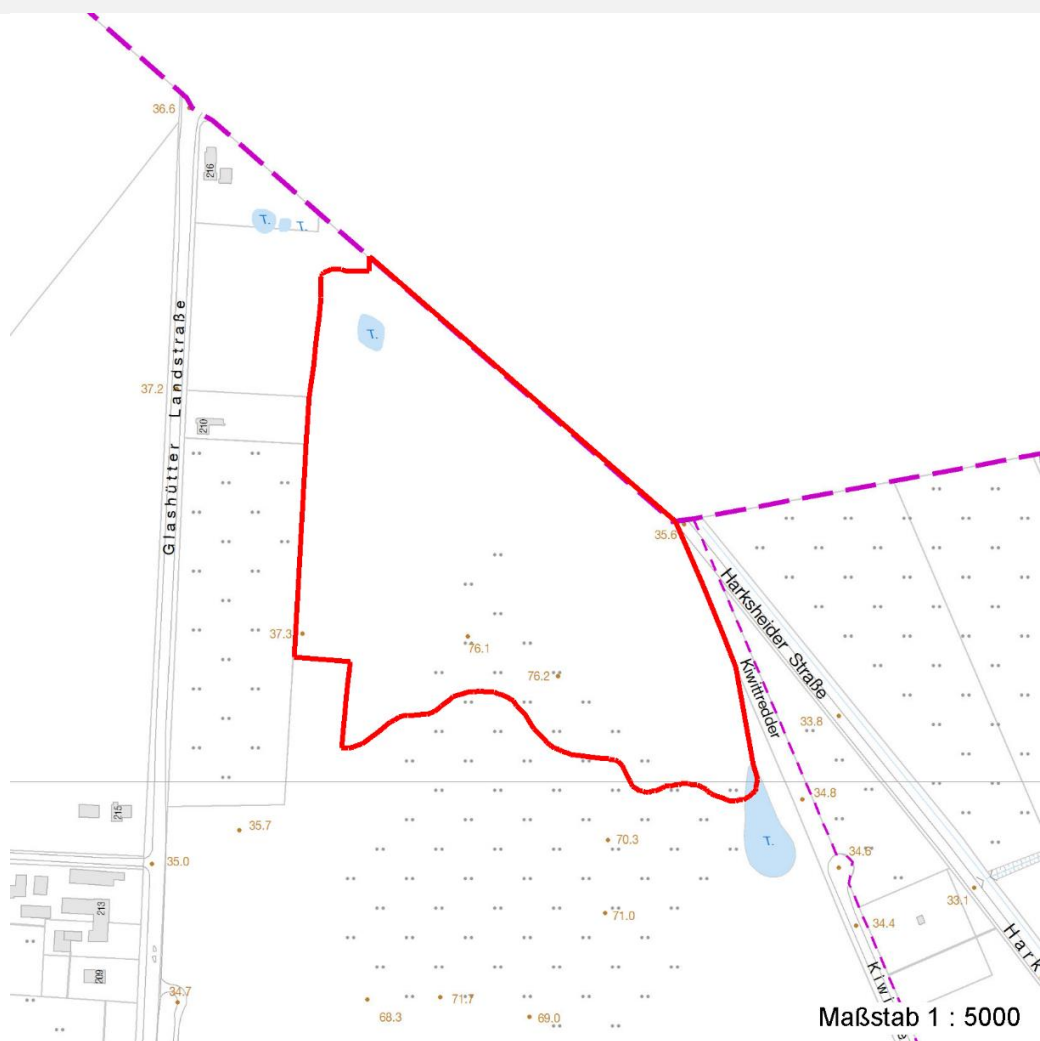 36.6
216
T.
T.
T.
Glashütter Landstraße
37.2
210
35.6
Harksheider Straße
37.3
76.1
76.2
Kiwittredder
33.8
34.8
215
35.7
70.3
T.
35.0
34.6
213
71.0
33.1
34.4
Hark
209
Kiwi
34.7
71.7
68.3
69.0
Maßstab 1 : 5000